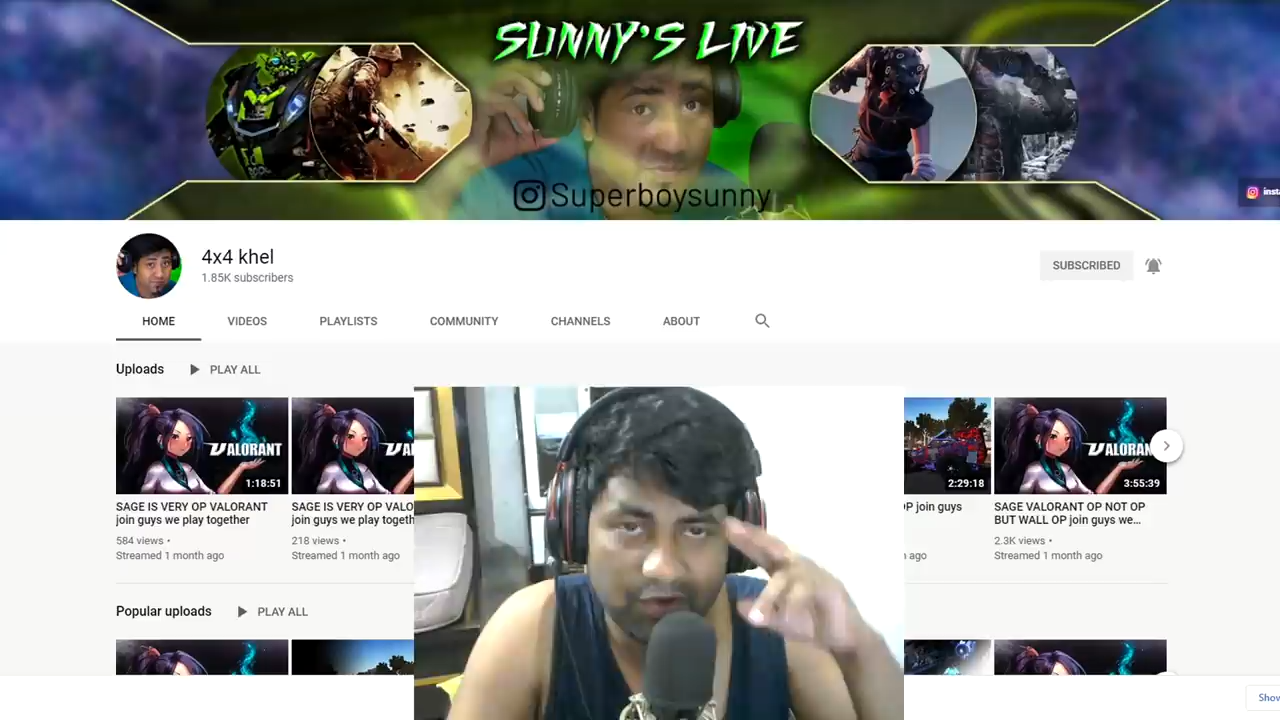 SUNNY'S LIVE
Superboysunny
insta
4x4 khel
1.85K subscribers
SUBSCRIBED
HOME
VIDEOS
PLAYLISTS
COMMUNITY
CHANNELS
ABOUT
Uploads
PLAY ALL
VALORANT
1:18:51
SAGE IS VERY OP VALORANT
join guys we play together
584 views •
Streamed 1 month ago
SAGE IS VERY OP VALO
join guys we play togeth
218 views •
Streamed 1 month ago
2:29:18
OP join guys
ago
VALORAN
3:55:39
SAGE VALORANT OP NOT OP
BUT WALL OP join guys we...
2.3K views •
Streamed 1 month ago
Popular uploads
PLAY ALL
Show